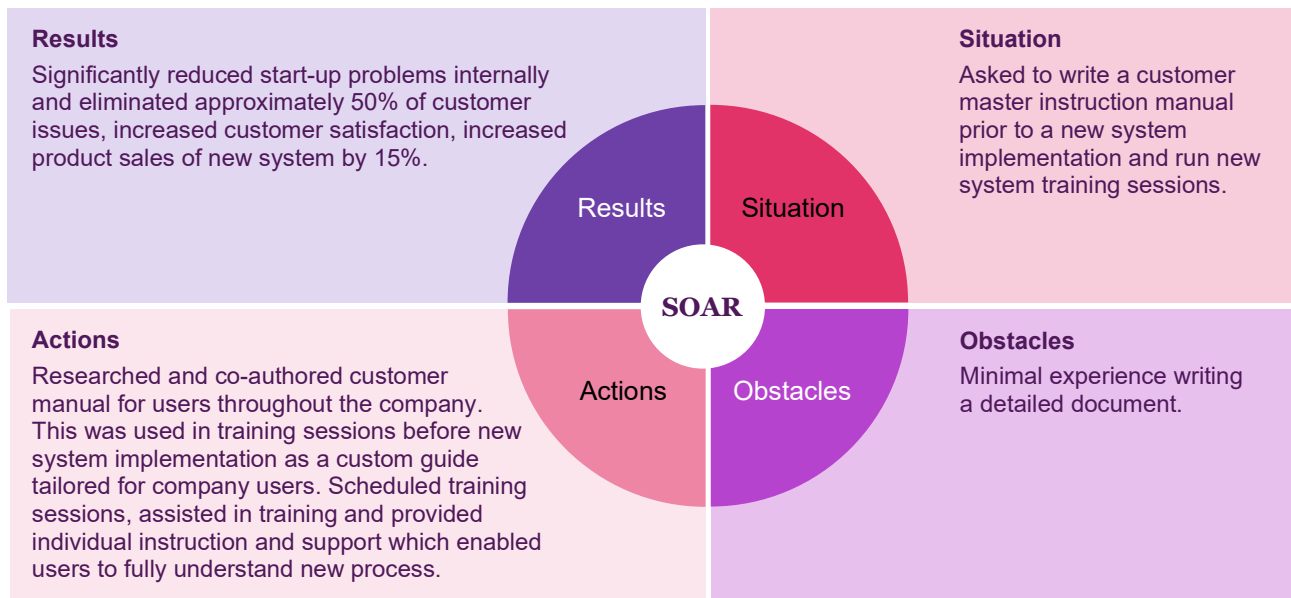 Results
Significantly reduced start-up problems internally
and eliminated approximately 50% of customer
issues, increased customer satisfaction, increased
product sales of new system by 15%.
Situation
Asked to write a customer
master instruction manual
prior to a new system
implementation and run new
system training sessions.
Results
Situation
SOAR
Actions
Obstacles
Actions
Researched and co-authored customer
manual for users throughout the company.
This was used in training sessions before new
system implementation as a custom guide
tailored for company users. Scheduled training
sessions, assisted in training and provided
individual instruction and support which enabled
users to fully understand new process.
Obstacles
Minimal experience writing
a detailed document.